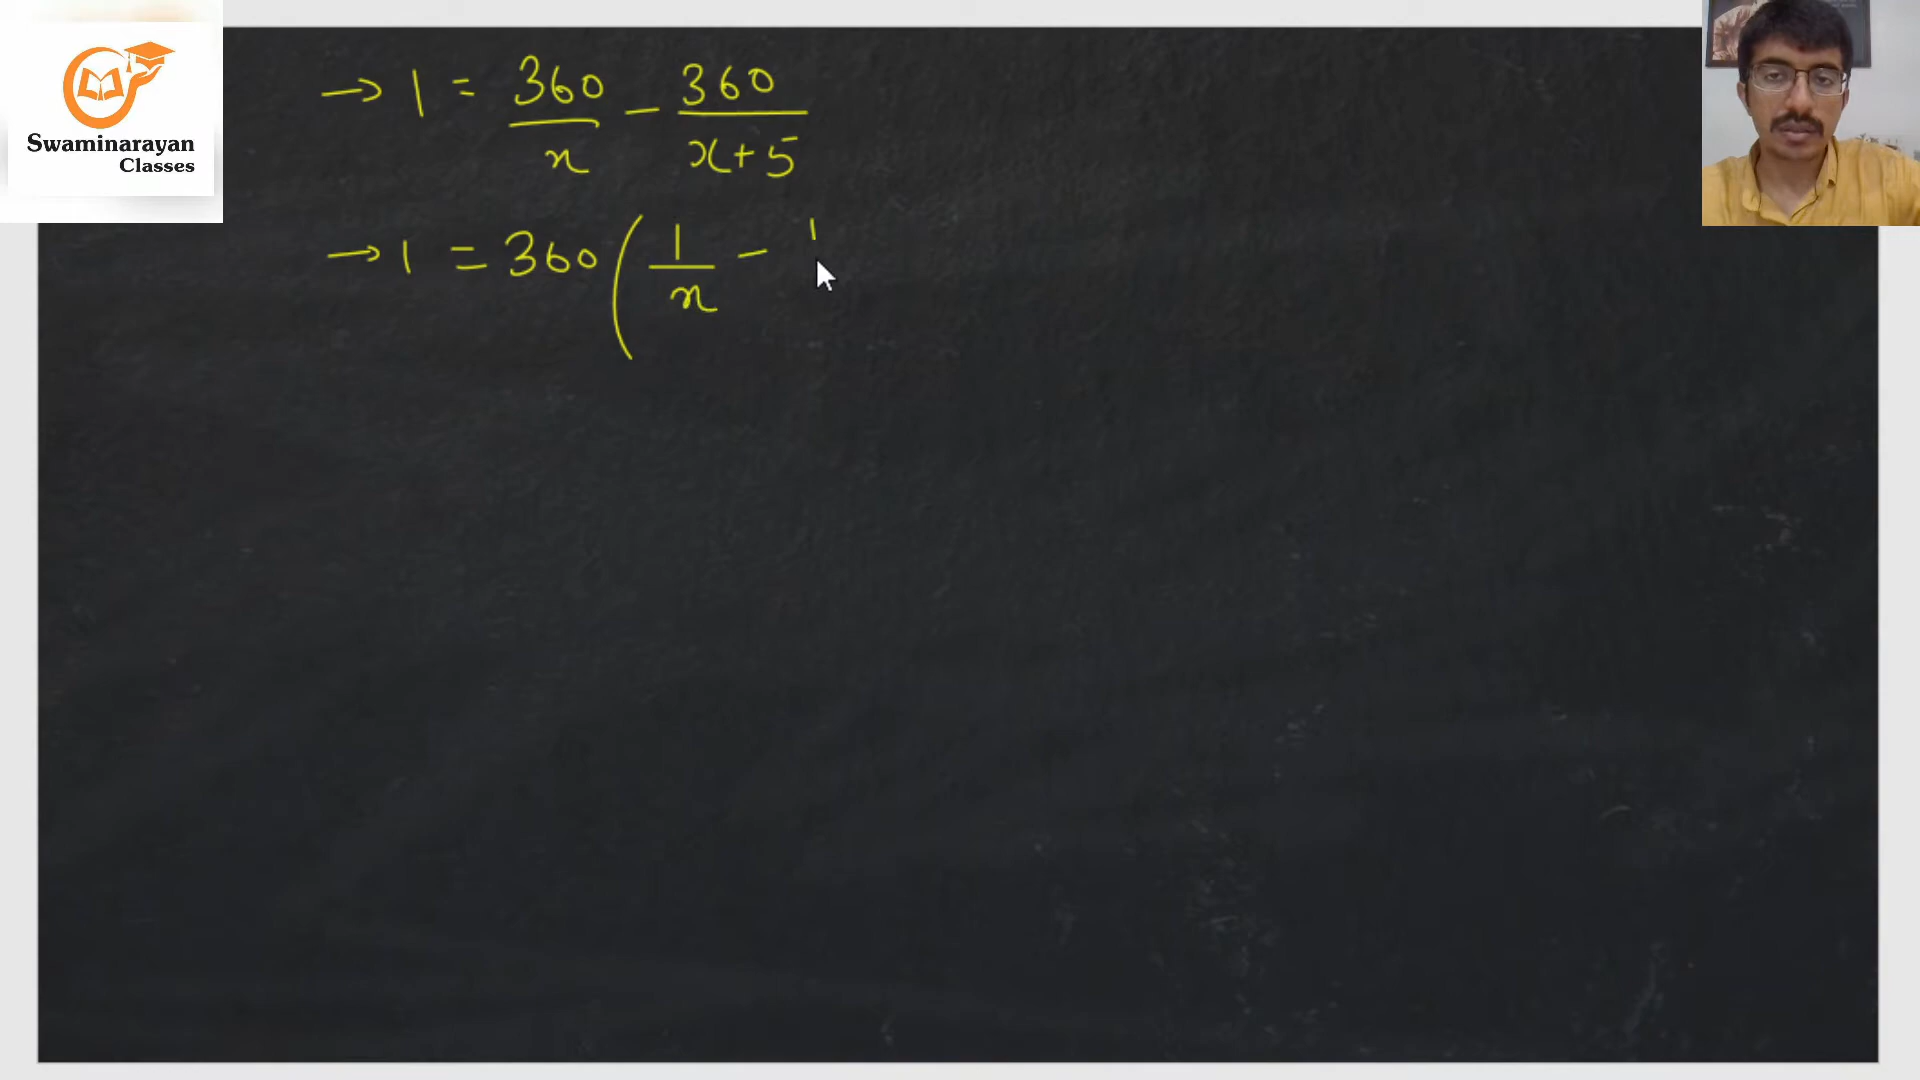 Swaminarayan
Classes
→ 1 = 360/x - 360/x+5
→ 1 = 360 ( 1/x - 1